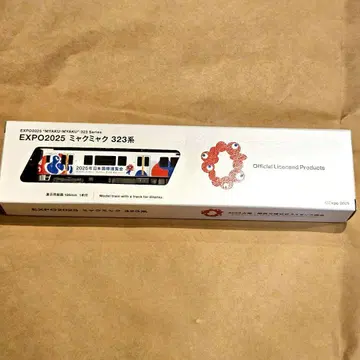 EXPO2025 "MYAKU-MYAKU" 323 Series
EXPO2025 ミャクミャク 323系
2025年日本国際博覧会
Official Licensed Products
Model train with a track for display
EXPO2025 ミャクミャク 323系
©Expo 2025